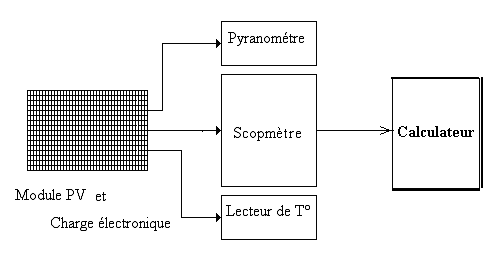 Pyranométre
Scopmètre
Calculateur
Lecteur de T°
Module PV et
Charge électronique